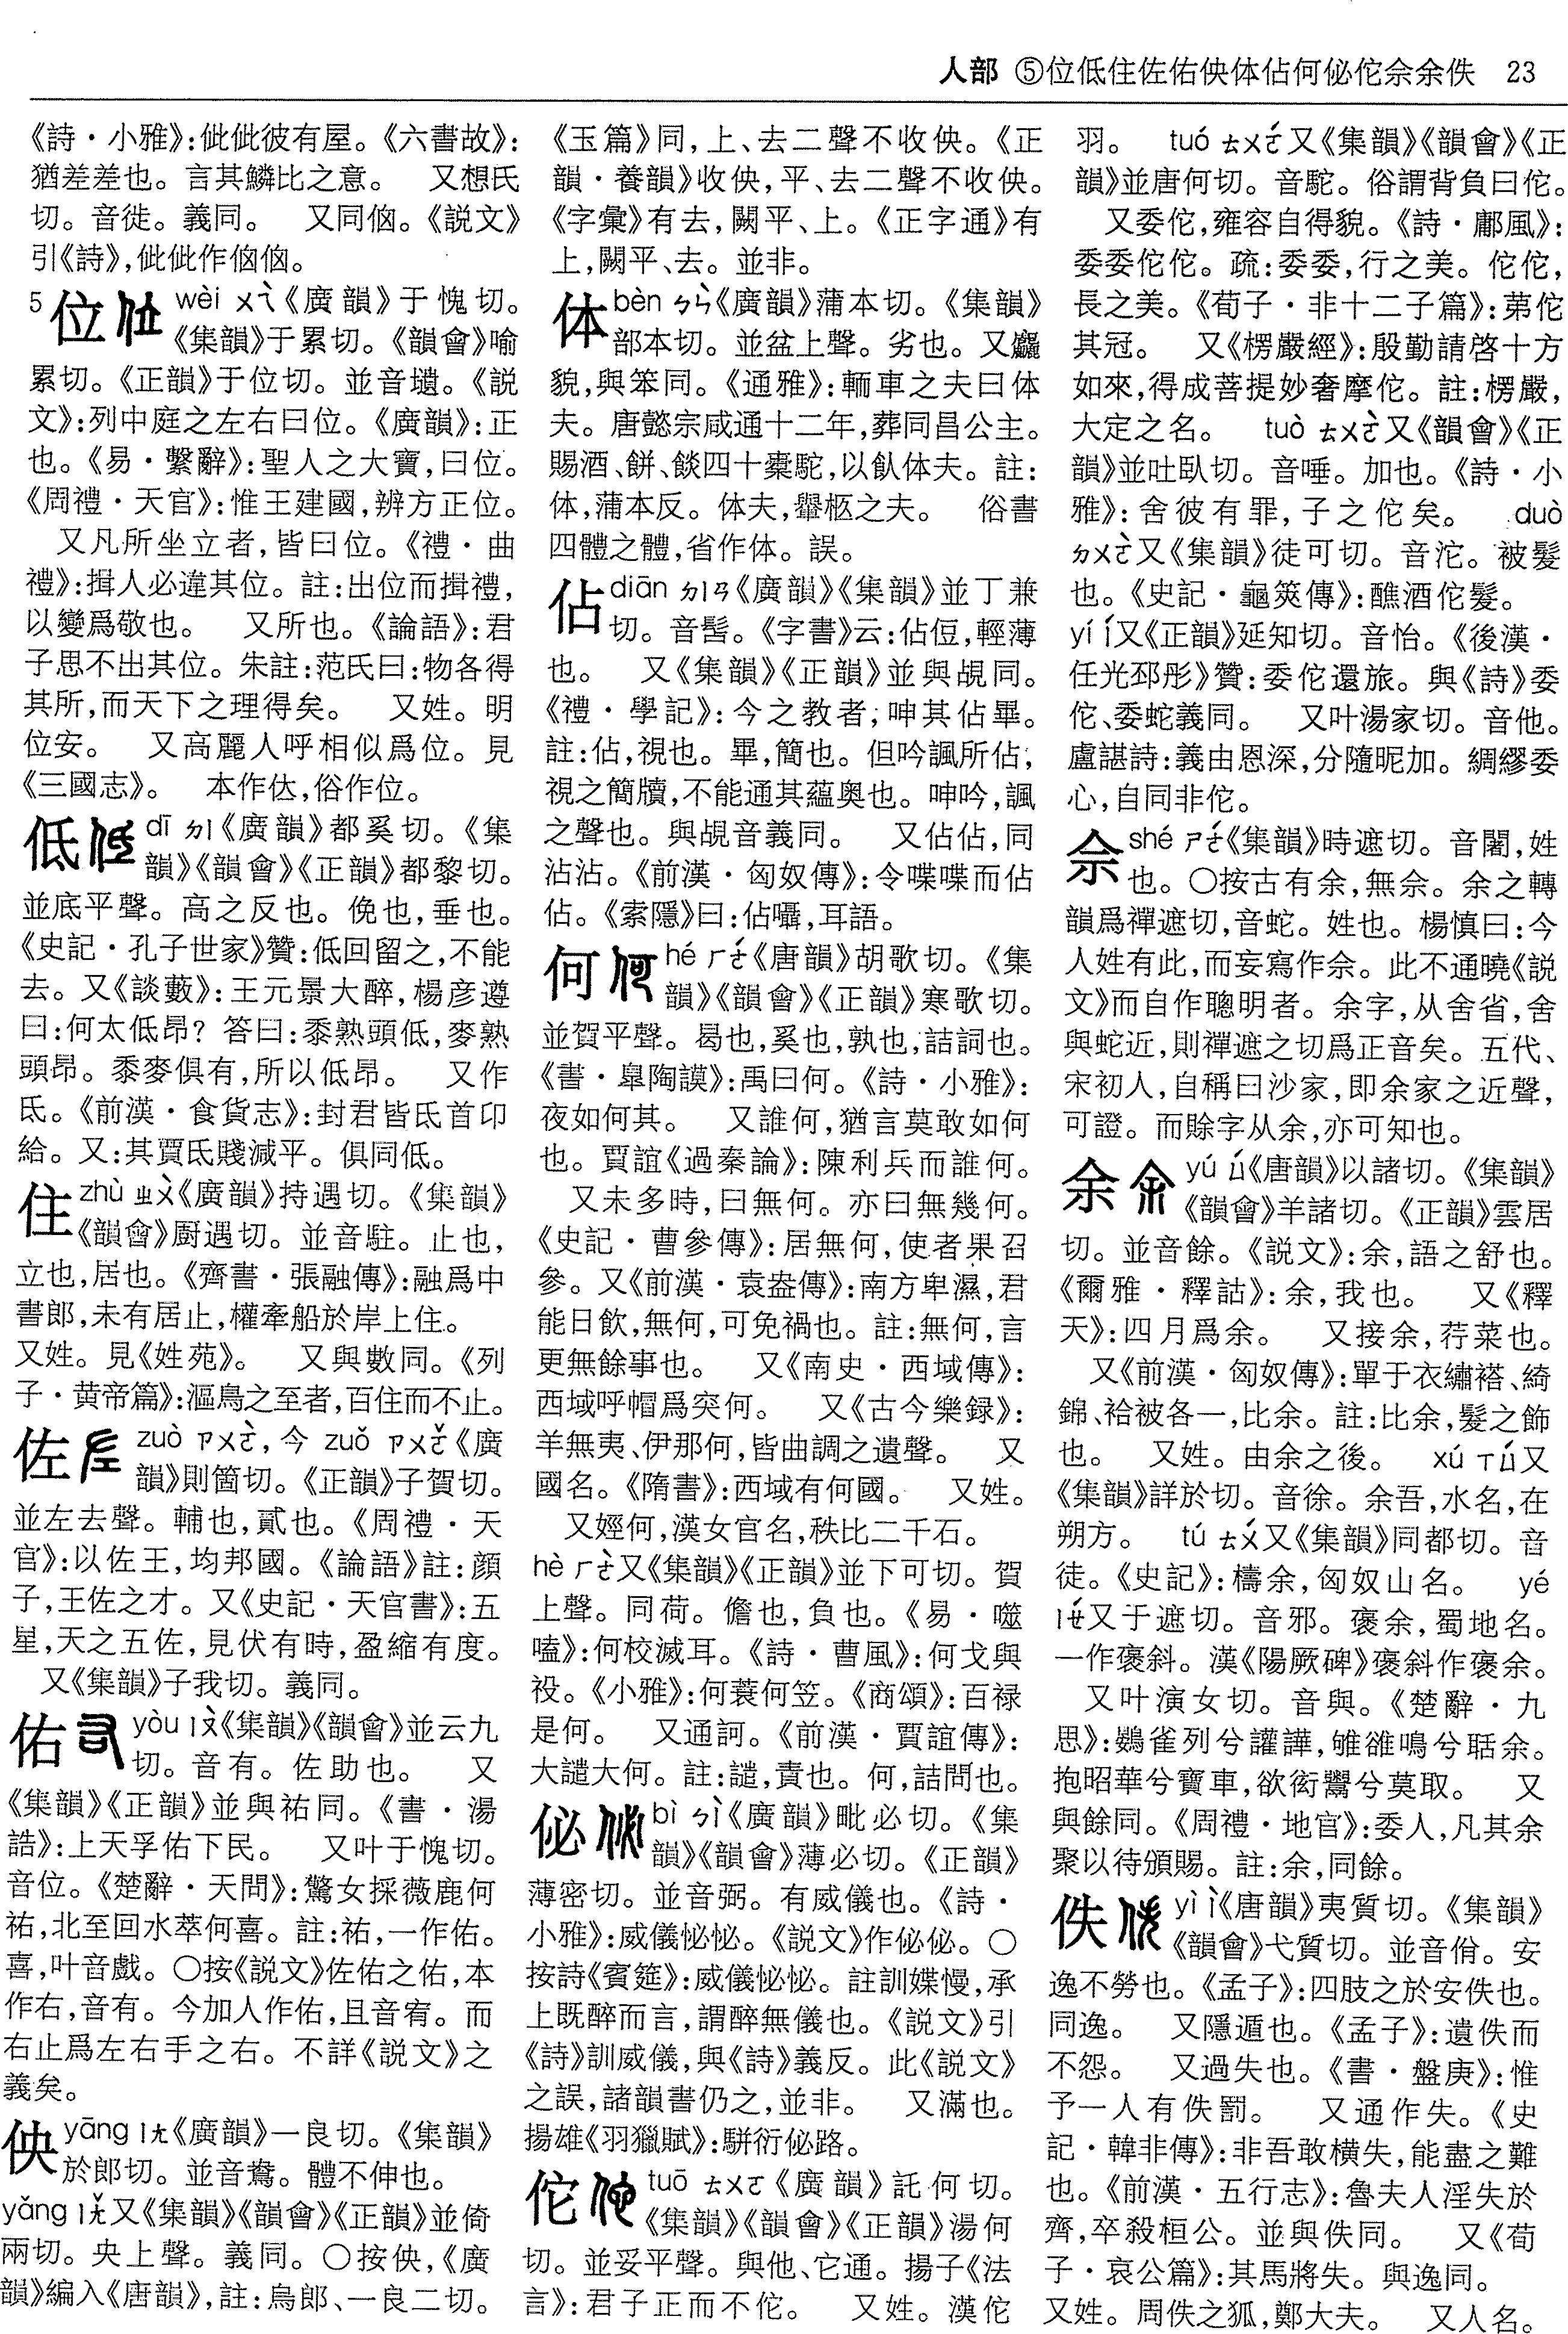 人部 ⑤位低住佐佑佒体佔何佖佗佘余佚 23
《詩·小雅》:佌佌彼有屋。《六書故》:
猶差差也。言其鱗比之意。 又想氏
切。音徙。義同。 又同伵。《説文》
引《詩》,佌佌作伵伵。
5 位 wèi ㄨㄟˋ《廣韻》于愧切。
《集韻》于累切。《韻會》喻
累切。《正韻》于位切。並音壝。《説
文》:列中庭之左右曰位。《廣韻》:正
也。《易·繫辭》:聖人之大寶,曰位。
《周禮·天官》:惟王建國,辨方正位。
又凡所坐立者,皆曰位。《禮·曲
禮》:揖人必違其位。註:出位而揖禮,
以變爲敬也。 又所也。《論語》:君
子思不出其位。朱註:范氏曰:物各得
其所,而天下之理得矣。 又姓。明
位安。 又高麗人呼相似爲位。見
《三國志》。 本作㑀,俗作位。
低 dī ㄉㄧ《廣韻》都奚切。《集
韻》《韻會》《正韻》都黎切。
並底平聲。高之反也。俛也,垂也。
《史記·孔子世家》贊:低回留之,不能
去。又《談藪》:王元景大醉,楊彦遵
曰:何太低昂?答曰:黍熟頭低,麥熟
頭昂。黍麥俱有,所以低昂。 又作
氐。《前漢·食貨志》:封君皆氐首卬
給。又:其賈氐賤減平。俱同低。
住 zhù ㄓㄨˋ《廣韻》持遇切。《集韻》
《韻會》厨遇切。並音駐。止也,
立也,居也。《齊書·張融傳》:融爲中
書郎,未有居止,權牽船於岸上住。
又姓。見《姓苑》。 又與數同。《列
子·黄帝篇》:漚鳥之至者,百住而不止。
佐 zuò ㄗㄨㄛˋ,今 zuǒ ㄗㄨㄛˇ《廣
韻》則箇切。《正韻》子賀切。
並左去聲。輔也,貳也。《周禮·天
官》:以佐王,均邦國。《論語》註:顔
子,王佐之才。又《史記·天官書》:五
星,天之五佐,見伏有時,盈縮有度。
又《集韻》子我切。義同。
佑 yòu ㄧㄡˋ《集韻》《韻會》並云九
切。音有。佐助也。 又
《集韻》《正韻》並與祐同。《書·湯
誥》:上天孚佑下民。 又叶于愧切。
音位。《楚辭·天問》:驚女採薇鹿何
祐,北至回水萃何喜。註:祐,一作佑。
喜,叶音戲。〇按《説文》佐佑之佑,本
作右,音有。今加人作佑,且音宥。而
右止爲左右手之右。不詳《説文》之
義矣。
佒 yāng ㄧㄤ《廣韻》一良切。《集韻》
於郎切。並音鴦。體不伸也。
yǎng ㄧㄤˇ又《集韻》《韻會》《正韻》並倚
兩切。央上聲。義同。〇按佒,《廣
韻》編入《唐韻》,註:烏郎、一良二切。
《玉篇》同,上、去二聲不收佒。《正
韻·養韻》收佒,平、去二聲不收佒。
《字彙》有去,闕平、上。《正字通》有
上,闕平、去。並非。
体 bèn ㄅㄣˋ《廣韻》蒲本切。《集韻》
部本切。並盆上聲。劣也。又麤
貌,與笨同。《通雅》:輀車之夫曰体
夫。唐懿宗咸通十二年,葬同昌公主。
賜酒、餅、餤四十橐駝,以飤体夫。註:
体,蒲本反。体夫,轝柩之夫。 俗書
四體之體,省作体。誤。
佔 diān ㄉㄧㄢ《廣韻》《集韻》並丁兼
切。音髻。《字書》云:佔侸,輕薄
也。 又《集韻》《正韻》並與覘同。
《禮·學記》:今之教者,呻其佔畢。
註:佔,視也。畢,簡也。但吟諷所佔,
視之簡牘,不能通其蘊奥也。呻吟,諷
之聲也。與覘音義同。 又佔佔,同
沾沾。《前漢·匈奴傳》:令喋喋而佔
佔。《索隱》曰:佔囁,耳語。
何 hé ㄏㄜˊ《唐韻》胡歌切。《集
韻》《韻會》《正韻》寒歌切。
並賀平聲。曷也,奚也,孰也,詰詞也。
《書·皐陶謨》:禹曰何。《詩·小雅》:
夜如何其。 又誰何,猶言莫敢如何
也。賈誼《過秦論》:陳利兵而誰何。
又未多時,曰無何。亦曰無幾何。
《史記·曹參傳》:居無何,使者果召
參。又《前漢·袁盎傳》:南方卑濕,君
能日飲,無何,可免禍也。註:無何,言
更無餘事也。 又《南史·西域傳》:
西域呼帽爲突何。 又《古今樂録》:
羊無夷、伊那何,皆曲調之遺聲。 又
國名。《隋書》:西域有何國。 又姓。
又娙何,漢女官名,秩比二千石。
hè ㄏㄜˋ又《集韻》《正韻》並下可切。賀
上聲。同荷。儋也,負也。《易·噬
嗑》:何校滅耳。《詩·曹風》:何戈與
祋。《小雅》:何蓑何笠。《商頌》:百禄
是何。 又通訶。《前漢·賈誼傳》:
大譴大何。註:譴,責也。何,詰問也。
佖 bì ㄅㄧˋ《廣韻》毗必切。《集
韻》《韻會》薄必切。《正韻》
薄密切。並音弼。有威儀也。《詩·
小雅》:威儀怭怭。《説文》作佖佖。〇
按詩《賓筵》:威儀怭怭。註訓媟慢,承
上既醉而言,謂醉無儀也。《説文》引
《詩》訓威儀,與《詩》義反。此《説文》
之誤,諸韻書仍之,並非。 又滿也。
揚雄《羽獵賦》:駢衍佖路。
佗 tuō ㄊㄨㄛ《廣韻》託何切。
《集韻》《韻會》《正韻》湯何
切。並妥平聲。與他、它通。揚子《法
言》:君子正而不佗。 又姓。漢佗
羽。 tuó ㄊㄨㄛˊ又《集韻》《韻會》《正
韻》並唐何切。音駝。俗謂背負曰佗。
又委佗,雍容自得貌。《詩·鄘風》:
委委佗佗。疏:委委,行之美。佗佗,
長之美。《荀子·非十二子篇》:苐佗
其冠。 又《楞嚴經》:殷勤請啓十方
如來,得成菩提妙奢摩佗。註:楞嚴,
大定之名。 tuò ㄊㄨㄛˋ又《韻會》《正
韻》並吐臥切。音唾。加也。《詩·小
雅》:舍彼有罪,子之佗矣。 duò
ㄉㄨㄛˋ又《集韻》徒可切。音沱。被髮
也。《史記·龜筴傳》:醮酒佗髮。
yí ㄧˊ又《正韻》延知切。音怡。《後漢·
任光邳彤》贊:委佗還旅。與《詩》委
佗、委蛇義同。 又叶湯家切。音他。
盧諶詩:義由恩深,分隨昵加。綢繆委
心,自同非佗。
佘 shé ㄕㄜˊ《集韻》時遮切。音闍,姓
也。〇按古有余,無佘。余之轉
韻爲禪遮切,音蛇。姓也。楊慎曰:今
人姓有此,而妄寫作佘。此不通曉《説
文》而自作聰明者。余字,从舍省,舍
與蛇近,則禪遮之切爲正音矣。五代、
宋初人,自稱曰沙家,即余家之近聲,
可證。而賒字从余,亦可知也。
余 yú ㄩˊ《唐韻》以諸切。《集韻》
《韻會》羊諸切。《正韻》雲居
切。並音餘。《説文》:余,語之舒也。
《爾雅·釋詁》:余,我也。 又《釋
天》:四月爲余。 又接余,荇菜也。
又《前漢·匈奴傳》:單于衣繡袷、綺
錦、袷被各一,比余。註:比余,髮之飾
也。 又姓。由余之後。 xú ㄒㄩˊ又
《集韻》詳於切。音徐。余吾,水名,在
朔方。 tú ㄊㄨˊ又《集韻》同都切。音
徒。《史記》:檮余,匈奴山名。 yé
ㄧㄝˊ又于遮切。音邪。褒余,蜀地名。
一作褒斜。漢《陽厥碑》褒斜作褒余。
又叶演女切。音與。《楚辭·九
思》:鷃雀列兮讙譁,雊雊鳴兮聒余。
抱昭華兮寶車,欲衒鬻兮莫取。 又
與餘同。《周禮·地官》:委人,凡其余
聚以待頒賜。註:余,同餘。
佚 yì ㄧˋ《唐韻》夷質切。《集韻》
《韻會》弋質切。並音佾。安
逸不勞也。《孟子》:四肢之於安佚也。
同逸。 又隱遁也。《孟子》:遺佚而
不怨。 又過失也。《書·盤庚》:惟
予一人有佚罰。 又通作失。《史
記·韓非傳》:非吾敢横失,能盡之難
也。《前漢·五行志》:魯夫人淫失於
齊,卒殺桓公。並與佚同。 又《荀
子·哀公篇》:其馬將失。與逸同。
又姓。周佚之狐,鄭大夫。 又人名。